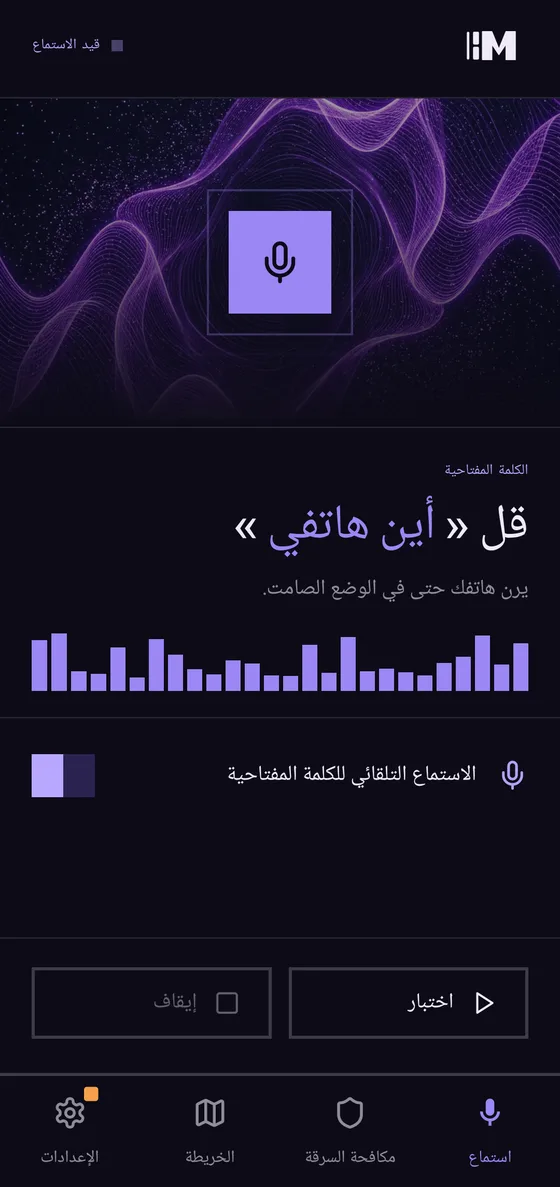 M
قيد الاستماع
الكلمة المفتاحية
قل « أين هاتفي »
يرن هاتفك حتى في الوضع الصامت.
الاستماع التلقائي للكلمة المفتاحية
اختبار
إيقاف
استماع
مكافحة السرقة
الخريطة
الإعدادات